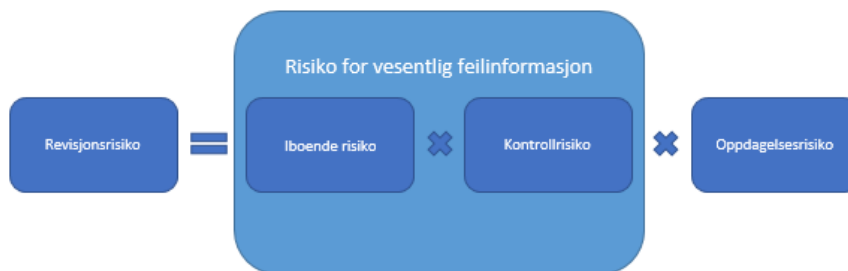 Risiko for vesentlig feilinformasjon
Revisjonsrisiko
Iboende risiko
Kontrollrisiko
Oppdagelsesrisiko